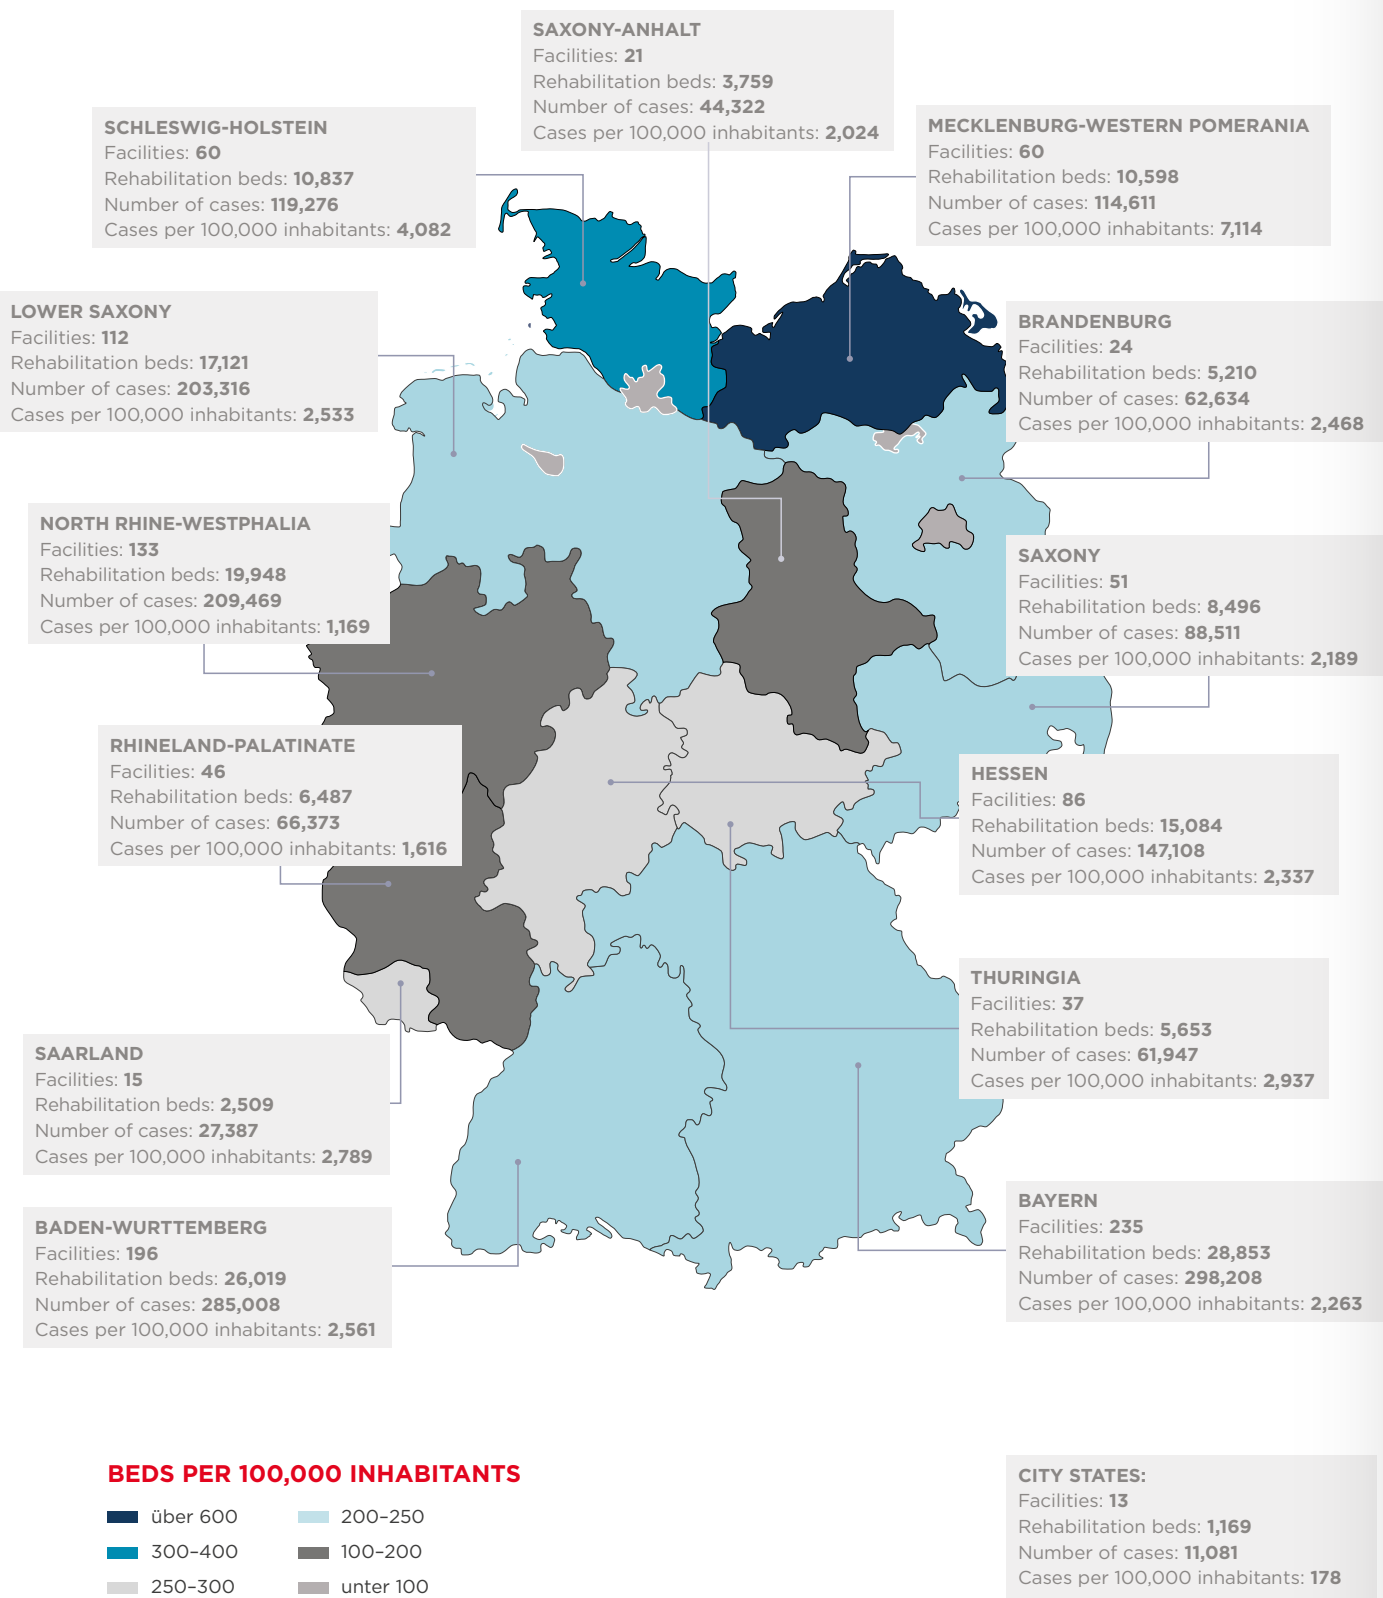 SAXONY-ANHALT
Facilities: 21
Rehabilitation beds: 3,759
Number of cases: 44,322
Cases per 100,000 inhabitants: 2,024
SCHLESWIG-HOLSTEIN
Facilities: 60
Rehabilitation beds: 10,837
Number of cases: 119,276
Cases per 100,000 inhabitants: 4,082
MECKLENBURG-WESTERN POMERANIA
Facilities: 60
Rehabilitation beds: 10,598
Number of cases: 114,611
Cases per 100,000 inhabitants: 7,114
LOWER SAXONY
Facilities: 112
Rehabilitation beds: 17,121
Number of cases: 203,316
Cases per 100,000 inhabitants: 2,533
BRANDENBURG
Facilities: 24
Rehabilitation beds: 5,210
Number of cases: 62,634
Cases per 100,000 inhabitants: 2,468
NORTH RHINE-WESTPHALIA
Facilities: 133
Rehabilitation beds: 19,948
Number of cases: 209,469
Cases per 100,000 inhabitants: 1,169
SAXONY
Facilities: 51
Rehabilitation beds: 8,496
Number of cases: 88,511
Cases per 100,000 inhabitants: 2,189
RHINELAND-PALATINATE
Facilities: 46
Rehabilitation beds: 6,487
Number of cases: 66,373
Cases per 100,000 inhabitants: 1,616
HESSEN
Facilities: 86
Rehabilitation beds: 15,084
Number of cases: 147,108
Cases per 100,000 inhabitants: 2,337
THURINGIA
Facilities: 37
Rehabilitation beds: 5,653
Number of cases: 61,947
Cases per 100,000 inhabitants: 2,937
SAARLAND
Facilities: 15
Rehabilitation beds: 2,509
Number of cases: 27,387
Cases per 100,000 inhabitants: 2,789
BAYERN
Facilities: 235
Rehabilitation beds: 28,853
Number of cases: 298,208
Cases per 100,000 inhabitants: 2,263
BADEN-WURTTEMBERG
Facilities: 196
Rehabilitation beds: 26,019
Number of cases: 285,008
Cases per 100,000 inhabitants: 2,561
BEDS PER 100,000 INHABITANTS
über 600
300–400
250–300
200–250
100–200
unter 100
CITY STATES:
Facilities: 13
Rehabilitation beds: 1,169
Number of cases: 11,081
Cases per 100,000 inhabitants: 178